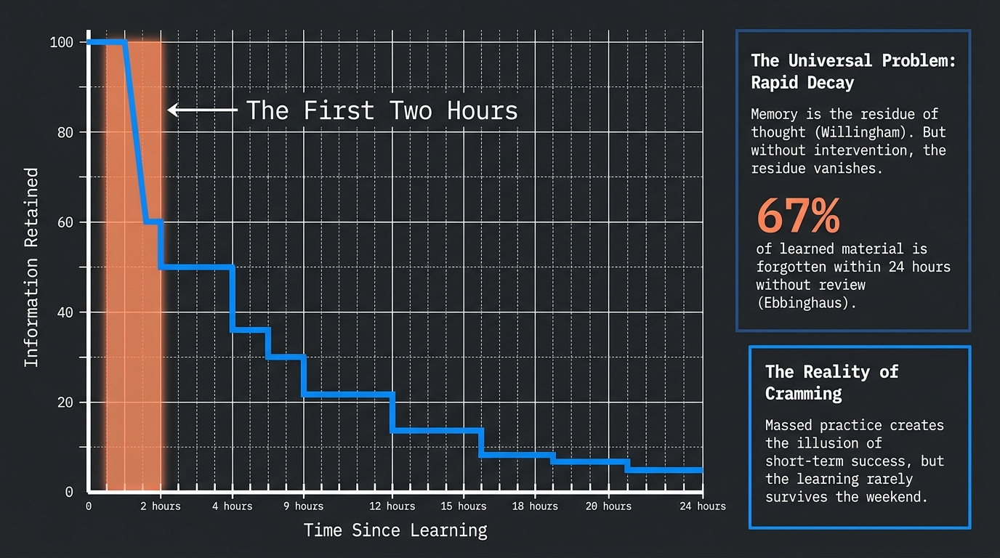 100
80
60
40
20
0
Information Retained
The First Two Hours
0
2 hours
4 hours
9 hours
12 hours
15 hours
18 hours
20 hours
24 hours
Time Since Learning
The Universal Problem:
Rapid Decay
Memory is the residue of
thought (Willingham). But
without intervention, the
residue vanishes.
67%
of learned material is
forgotten within 24 hours
without review
(Ebbinghaus).
The Reality of
Cramming
Massed practice creates
the illusion of
short-term success, but
the learning rarely
survives the weekend.